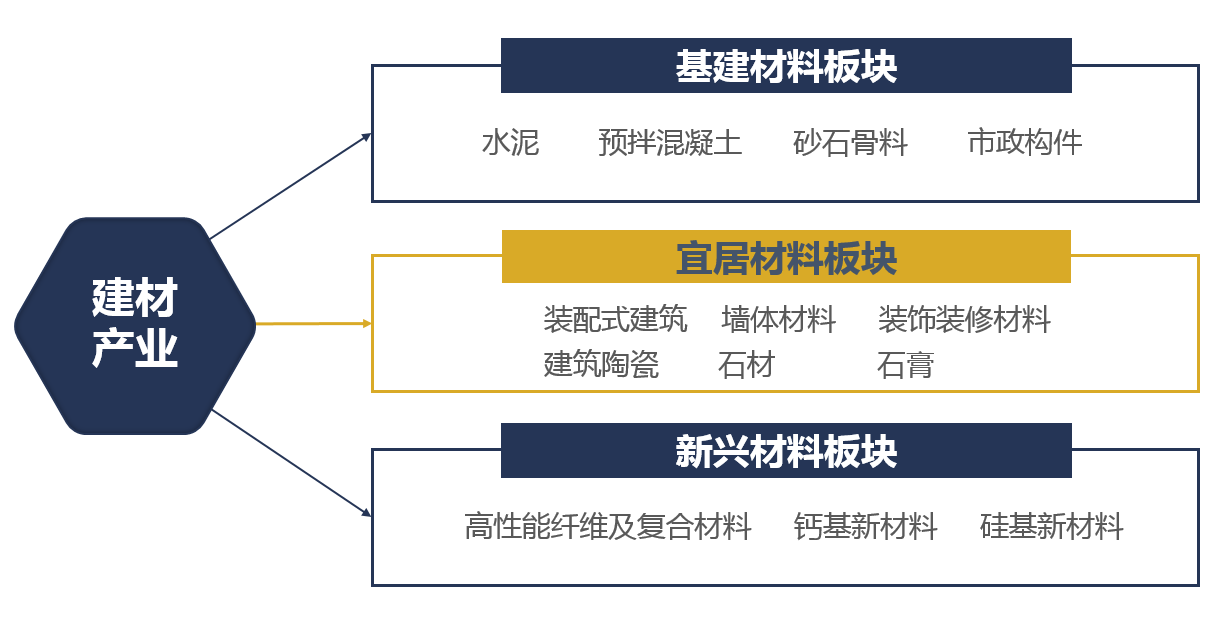 建材
产业
基建材料板块
水泥 预拌混凝土 砂石骨料 市政构件
宜居材料板块
装配式建筑 墙体材料 装饰装修材料
建筑陶瓷 石材 石膏
新兴材料板块
高性能纤维及复合材料 钙基新材料 硅基新材料